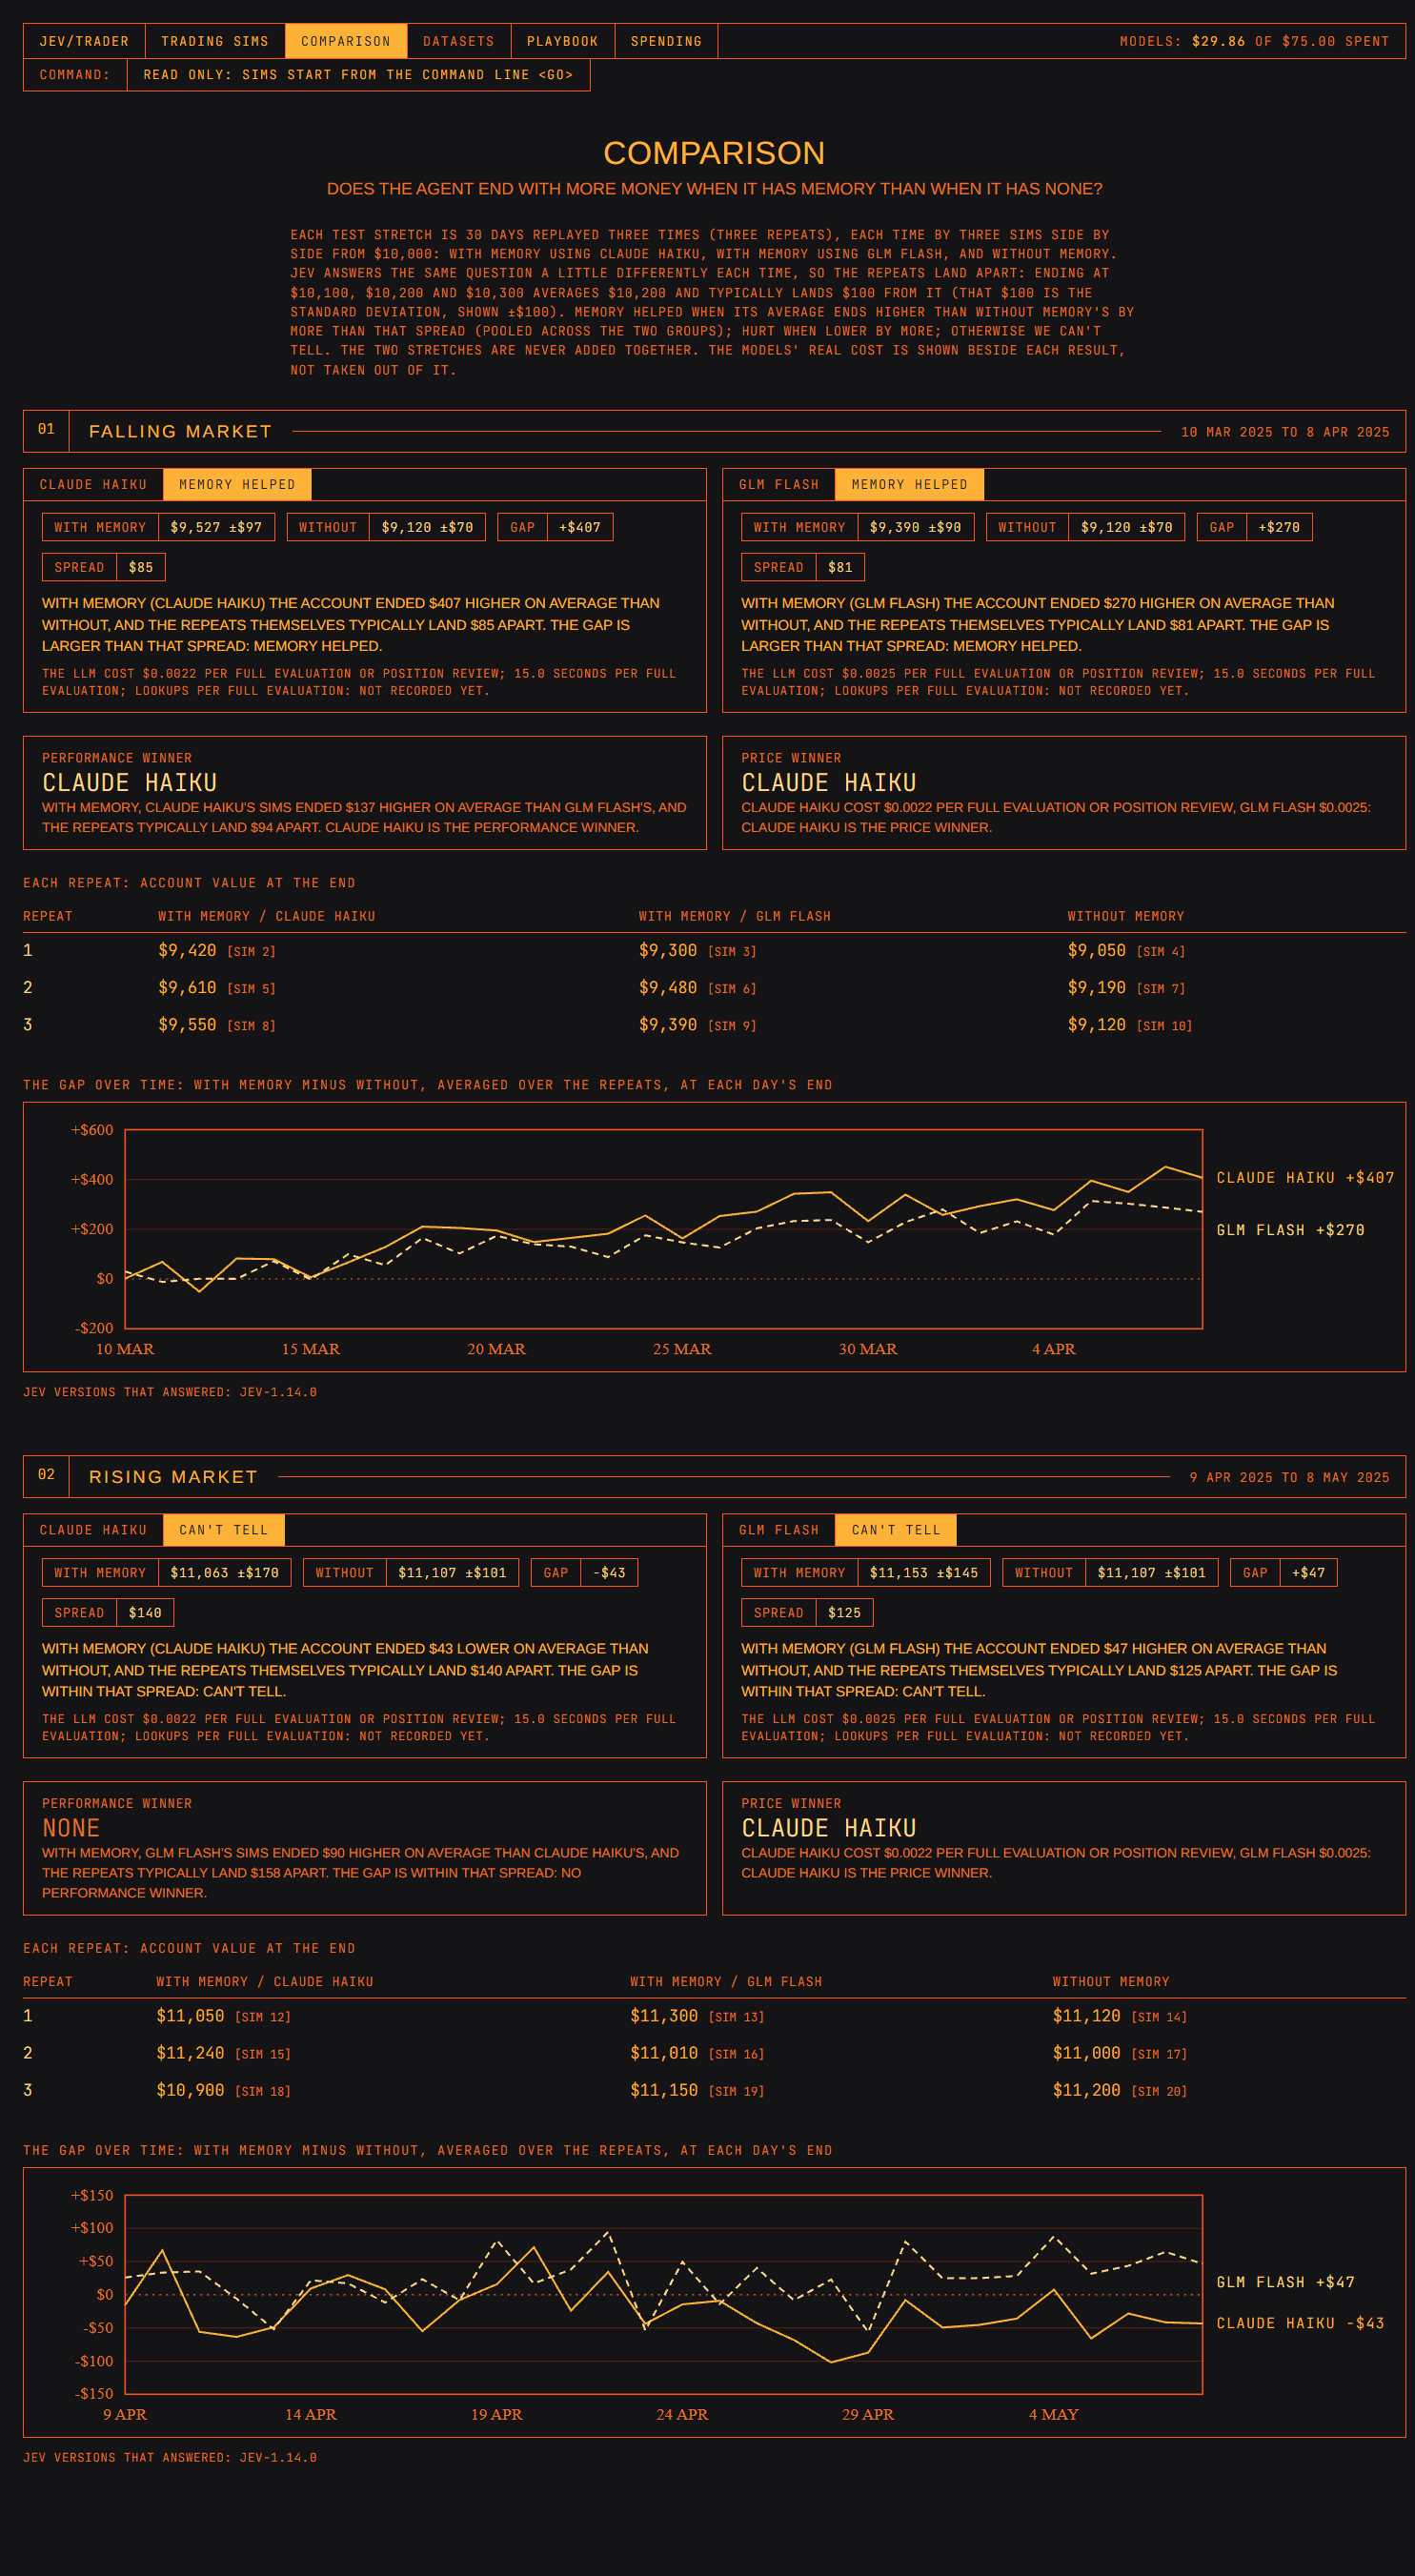 JEV/TRADER TRADING SIMS COMPARISON DATASETS PLAYBOOK SPENDING MODELS: $29.86 OF $75.00 SPENT
COMMAND: READ ONLY: SIMS START FROM THE COMMAND LINE <GO>
COMPARISON
DOES THE AGENT END WITH MORE MONEY WHEN IT HAS MEMORY THAN WHEN IT HAS NONE?
EACH TEST STRETCH IS 30 DAYS REPLAYED THREE TIMES (THREE REPEATS), EACH TIME BY THREE SIMS SIDE BY
SIDE FROM $10,000: WITH MEMORY USING CLAUDE HAIKU, WITH MEMORY USING GLM FLASH, AND WITHOUT MEMORY.
JEV ANSWERS THE SAME QUESTION A LITTLE DIFFERENTLY EACH TIME, SO THE REPEATS LAND APART: ENDING AT
$10,100, $10,200 AND $10,300 AVERAGES $10,200 AND TYPICALLY LANDS $100 FROM IT (THAT $100 IS THE
STANDARD DEVIATION, SHOWN ±$100). MEMORY HELPED WHEN ITS AVERAGE ENDS HIGHER THAN WITHOUT MEMORY'S BY
MORE THAN THAT SPREAD (POOLED ACROSS THE TWO GROUPS); HURT WHEN LOWER BY MORE; OTHERWISE WE CAN'T
TELL. THE TWO STRETCHES ARE NEVER ADDED TOGETHER. THE MODELS' REAL COST IS SHOWN BESIDE EACH RESULT,
NOT TAKEN OUT OF IT.
01 FALLING MARKET 10 MAR 2025 TO 8 APR 2025
CLAUDE HAIKU MEMORY HELPED
WITH MEMORY $9,527 ±$97 WITHOUT $9,120 ±$70 GAP +$407
SPREAD $85
WITH MEMORY (CLAUDE HAIKU) THE ACCOUNT ENDED $407 HIGHER ON AVERAGE THAN
WITHOUT, AND THE REPEATS THEMSELVES TYPICALLY LAND $85 APART. THE GAP IS
LARGER THAN THAT SPREAD: MEMORY HELPED.
THE LLM COST $0.0022 PER FULL EVALUATION OR POSITION REVIEW; 15.0 SECONDS PER FULL
EVALUATION; LOOKUPS PER FULL EVALUATION: NOT RECORDED YET.
GLM FLASH MEMORY HELPED
WITH MEMORY $9,390 ±$90 WITHOUT $9,120 ±$70 GAP +$270
SPREAD $81
WITH MEMORY (GLM FLASH) THE ACCOUNT ENDED $270 HIGHER ON AVERAGE THAN
WITHOUT, AND THE REPEATS THEMSELVES TYPICALLY LAND $81 APART. THE GAP IS
LARGER THAN THAT SPREAD: MEMORY HELPED.
THE LLM COST $0.0025 PER FULL EVALUATION OR POSITION REVIEW; 15.0 SECONDS PER FULL
EVALUATION; LOOKUPS PER FULL EVALUATION: NOT RECORDED YET.
PERFORMANCE WINNER
CLAUDE HAIKU
WITH MEMORY, CLAUDE HAIKU'S SIMS ENDED $137 HIGHER ON AVERAGE THAN GLM FLASH'S, AND
THE REPEATS TYPICALLY LAND $94 APART. CLAUDE HAIKU IS THE PERFORMANCE WINNER.
PRICE WINNER
CLAUDE HAIKU
CLAUDE HAIKU COST $0.0022 PER FULL EVALUATION OR POSITION REVIEW, GLM FLASH $0.0025:
CLAUDE HAIKU IS THE PRICE WINNER.
EACH REPEAT: ACCOUNT VALUE AT THE END
REPEAT WITH MEMORY / CLAUDE HAIKU WITH MEMORY / GLM FLASH WITHOUT MEMORY
1 $9,420 [SIM 2] $9,300 [SIM 3] $9,050 [SIM 4]
2 $9,610 [SIM 5] $9,480 [SIM 6] $9,190 [SIM 7]
3 $9,550 [SIM 8] $9,390 [SIM 9] $9,120 [SIM 10]
THE GAP OVER TIME: WITH MEMORY MINUS WITHOUT, AVERAGED OVER THE REPEATS, AT EACH DAY'S END
+$600
+$400
+$200
$0
-$200
CLAUDE HAIKU +$407
GLM FLASH +$270
10 MAR 15 MAR 20 MAR 25 MAR 30 MAR 4 APR
JEV VERSIONS THAT ANSWERED: JEV-1.14.0
02 RISING MARKET 9 APR 2025 TO 8 MAY 2025
CLAUDE HAIKU CAN'T TELL
WITH MEMORY $11,063 ±$170 WITHOUT $11,107 ±$101 GAP -$43
SPREAD $140
WITH MEMORY (CLAUDE HAIKU) THE ACCOUNT ENDED $43 LOWER ON AVERAGE THAN
WITHOUT, AND THE REPEATS THEMSELVES TYPICALLY LAND $140 APART. THE GAP IS
WITHIN THAT SPREAD: CAN'T TELL.
THE LLM COST $0.0022 PER FULL EVALUATION OR POSITION REVIEW; 15.0 SECONDS PER FULL
EVALUATION; LOOKUPS PER FULL EVALUATION: NOT RECORDED YET.
GLM FLASH CAN'T TELL
WITH MEMORY $11,153 ±$145 WITHOUT $11,107 ±$101 GAP +$47
SPREAD $125
WITH MEMORY (GLM FLASH) THE ACCOUNT ENDED $47 HIGHER ON AVERAGE THAN
WITHOUT, AND THE REPEATS THEMSELVES TYPICALLY LAND $125 APART. THE GAP IS
WITHIN THAT SPREAD: CAN'T TELL.
THE LLM COST $0.0025 PER FULL EVALUATION OR POSITION REVIEW; 15.0 SECONDS PER FULL
EVALUATION; LOOKUPS PER FULL EVALUATION: NOT RECORDED YET.
PERFORMANCE WINNER
NONE
WITH MEMORY, GLM FLASH'S SIMS ENDED $90 HIGHER ON AVERAGE THAN CLAUDE HAIKU'S, AND
THE REPEATS TYPICALLY LAND $158 APART. THE GAP IS WITHIN THAT SPREAD: NO
PERFORMANCE WINNER.
PRICE WINNER
CLAUDE HAIKU
CLAUDE HAIKU COST $0.0022 PER FULL EVALUATION OR POSITION REVIEW, GLM FLASH $0.0025:
CLAUDE HAIKU IS THE PRICE WINNER.
EACH REPEAT: ACCOUNT VALUE AT THE END
REPEAT WITH MEMORY / CLAUDE HAIKU WITH MEMORY / GLM FLASH WITHOUT MEMORY
1 $11,050 [SIM 12] $11,300 [SIM 13] $11,120 [SIM 14]
2 $11,240 [SIM 15] $11,010 [SIM 16] $11,000 [SIM 17]
3 $10,900 [SIM 18] $11,150 [SIM 19] $11,200 [SIM 20]
THE GAP OVER TIME: WITH MEMORY MINUS WITHOUT, AVERAGED OVER THE REPEATS, AT EACH DAY'S END
+$150
+$100
+$50
$0
-$50
-$100
-$150
GLM FLASH +$47
CLAUDE HAIKU -$43
9 APR 14 APR 19 APR 24 APR 29 APR 4 MAY
JEV VERSIONS THAT ANSWERED: JEV-1.14.0